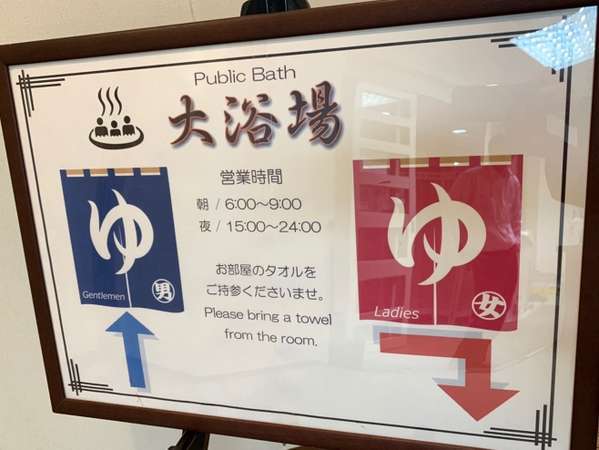 Public Bath
大浴場
営業時間
朝 / 6:00～9:00
夜 / 15:00～24:00
お部屋のタオルを
ご持参くださいませ。
Please bring a towel
from the room.
ゆ
Gentlemen
男
ゆ
Ladies
女